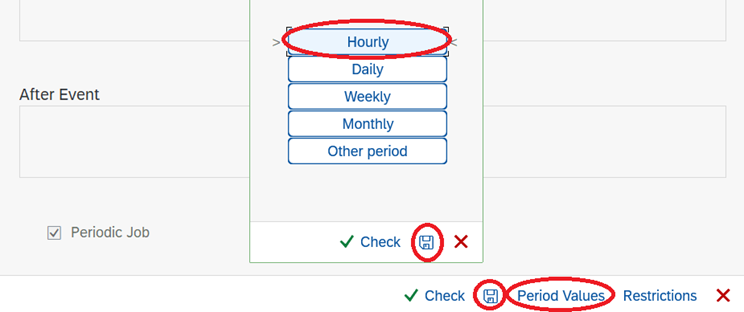 > Hourly <
Daily
Weekly
After Event
Monthly
Other period
Periodic Job
Check
Check Period Values Restrictions